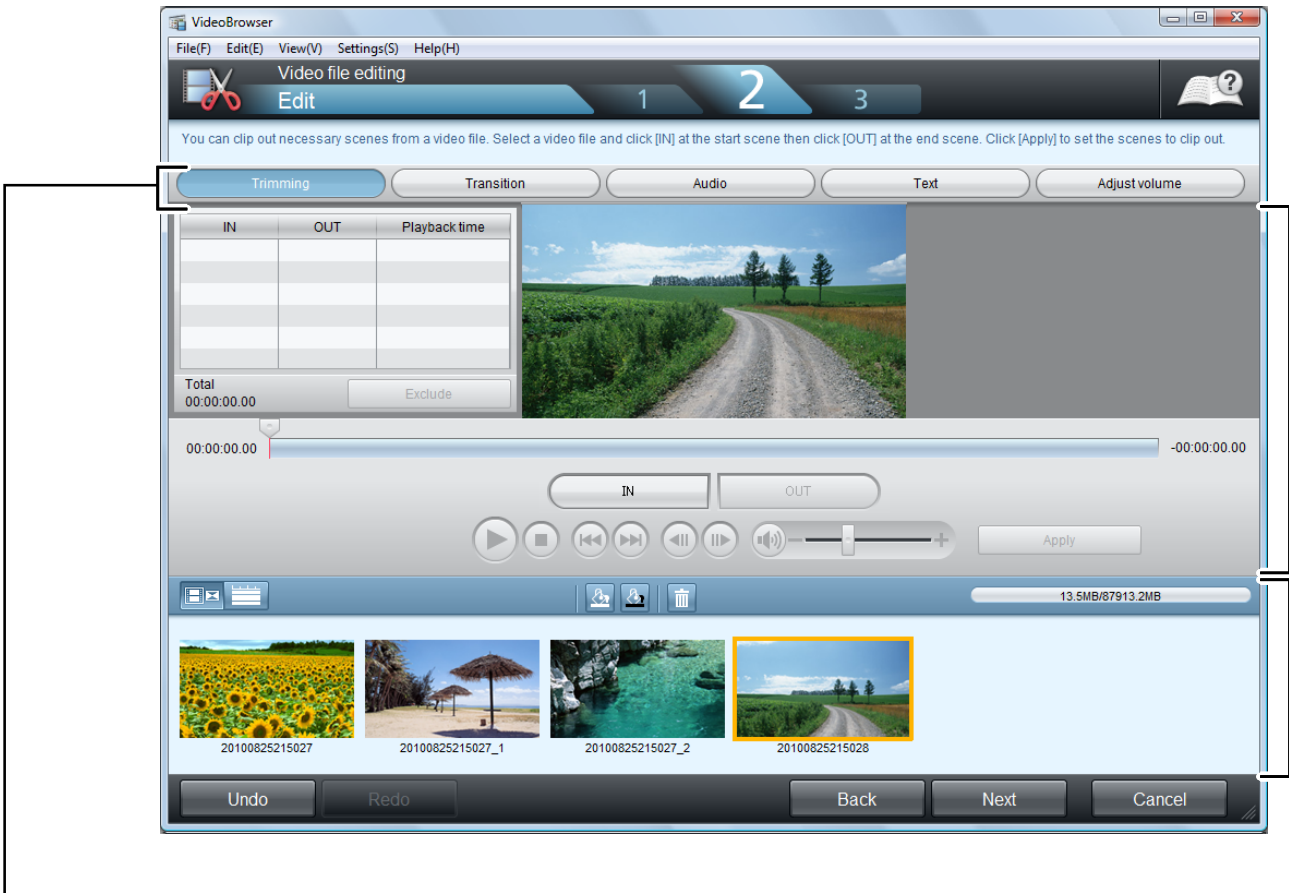 VideoBrowser
File(F) Edit(E) View(V) Settings(S) Help(H)
Video file editing
Edit
1 2 3
You can clip out necessary scenes from a video file. Select a video file and click [IN] at the start scene then click [OUT] at the end scene. Click [Apply] to set the scenes to clip out.
Trimming Transition Audio Text Adjust volume
IN OUT Playback time
Total
00:00:00.00
Exclude
00:00:00.00 -00:00:00.00
IN OUT
Apply
13.5MB/87913.2MB
20100825215027 20100825215027_1 20100825215027_2 20100825215028
Undo Redo Back Next Cancel